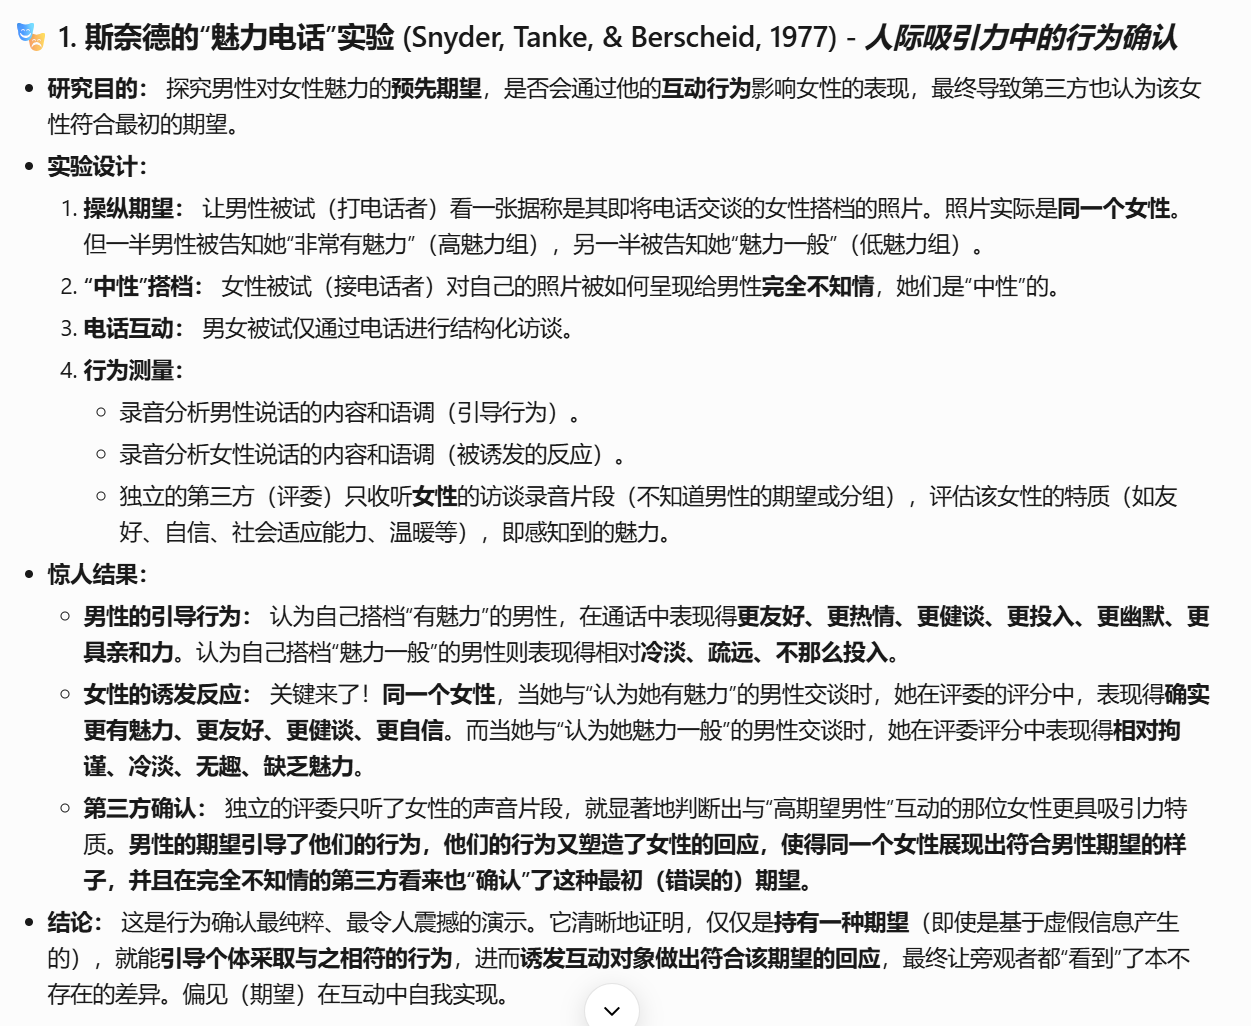 🎭 1. 斯奈德的“魅力电话”实验 (Snyder, Tanke, & Berscheid, 1977) - 人际吸引力中的行为确认
• 研究目的： 探究男性对女性魅力的预先期望，是否会通过他的互动行为影响女性的表现，最终导致第三方也认为该女
性符合最初的期望。
• 实验设计：
1. 操纵期望： 让男性被试（打电话者）看一张据称是其即将电话交谈的女性搭档的照片。照片实际是同一个女性。
但一半男性被告知她“非常有魅力”（高魅力组），另一半被告知她“魅力一般”（低魅力组）。
2. “中性”搭档： 女性被试（接电话者）对自己的照片被如何呈现给男性完全不知情，她们是“中性”的。
3. 电话互动： 男女被试仅通过电话进行结构化访谈。
4. 行为测量：
○ 录音分析男性说话的内容和语调（引导行为）。
○ 录音分析女性说话的内容和语调（被诱发的反应）。
○ 独立的第三方（评委）只收听女性的访谈录音片段（不知道男性的期望或分组），评估该女性的特质（如友
好、自信、社会适应能力、温暖等），即感知到的魅力。
• 惊人结果：
○ 男性的引导行为： 认为自己搭档“有魅力”的男性，在通话中表现得更友好、更热情、更健谈、更投入、更幽默、更
具亲和力。认为自己搭档“魅力一般”的男性则表现得相对冷淡、疏远、不那么投入。
○ 女性的诱发反应： 关键来了！同一个女性，当她与“认为她有魅力”的男性交谈时，她在评委的评分中，表现得确实
更有魅力、更友好、更健谈、更自信。而当她与“认为她魅力一般”的男性交谈时，她在评委评分中表现得相对拘
谨、冷淡、无趣、缺乏魅力。
○ 第三方确认： 独立的评委只听了女性的声音片段，就显著地判断出与“高期望男性”互动的那位女性更具吸引力特
质。男性的期望引导了他们的行为，他们的行为又塑造了女性的回应，使得同一个女性展现出符合男性期望的样
子，并且在完全不知情的第三方看来也“确认”了这种最初（错误的）期望。
• 结论： 这是行为确认最纯粹、最令人震撼的演示。它清晰地证明，仅仅是持有一种期望（即使是基于虚假信息产生
的），就能引导个体采取与之相符的行为，进而诱发互动对象做出符合该期望的回应，最终让旁观者都“看到”了本不
存在的差异。偏见（期望）在互动中自我实现。